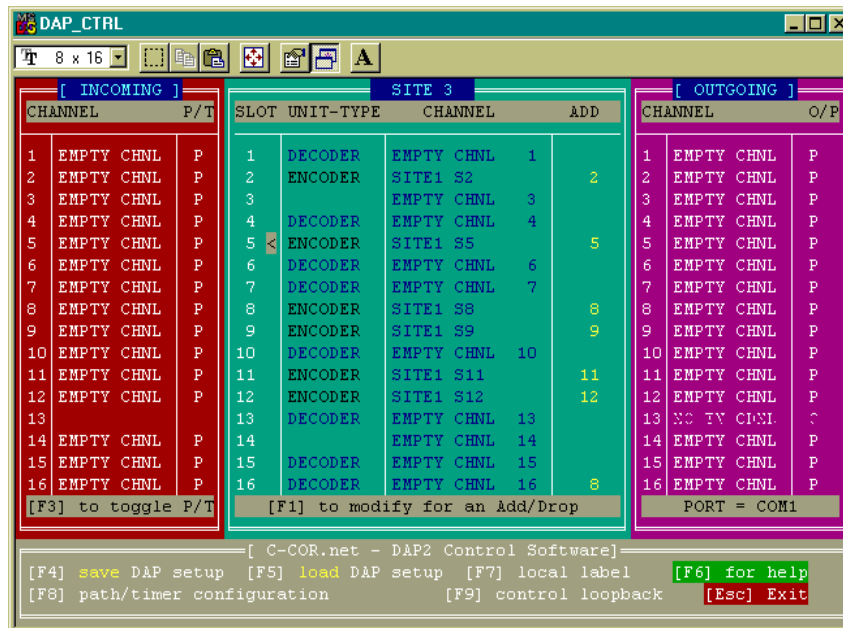 DAP_CTRL
8 x 16
A
[ INCOMING ] SITE 3 [ OUTGOING ]
CHANNEL P/T SLOT UNIT-TYPE CHANNEL ADD CHANNEL O/P
1 EMPTY CHNL P 1 DECODER EMPTY CHNL 1 1 EMPTY CHNL P
2 EMPTY CHNL P 2 ENCODER SITE1 S2 2 2 EMPTY CHNL P
3 EMPTY CHNL P 3 EMPTY CHNL 3 3 EMPTY CHNL P
4 EMPTY CHNL P 4 DECODER EMPTY CHNL 4 4 EMPTY CHNL P
5 EMPTY CHNL P 5 < ENCODER SITE1 S5 5 5 EMPTY CHNL P
6 EMPTY CHNL P 6 DECODER EMPTY CHNL 6 6 EMPTY CHNL P
7 EMPTY CHNL P 7 DECODER EMPTY CHNL 7 7 EMPTY CHNL P
8 EMPTY CHNL P 8 ENCODER SITE1 S8 8 8 EMPTY CHNL P
9 EMPTY CHNL P 9 ENCODER SITE1 S9 9 9 EMPTY CHNL P
10 EMPTY CHNL P 10 DECODER EMPTY CHNL 10 10 EMPTY CHNL P
11 EMPTY CHNL P 11 ENCODER SITE1 S11 11 11 EMPTY CHNL P
12 EMPTY CHNL P 12 ENCODER SITE1 S12 12 12 EMPTY CHNL P
13 13 DECODER EMPTY CHNL 13 13
14 EMPTY CHNL P 14 EMPTY CHNL 14 14 EMPTY CHNL P
15 EMPTY CHNL P 15 DECODER EMPTY CHNL 15 15 EMPTY CHNL P
16 EMPTY CHNL P 16 DECODER EMPTY CHNL 16 8 16 EMPTY CHNL P
[F3] to toggle P/T [F1] to modify for an Add/Drop PORT = COM1
[ C-COR.net - DAP2 Control Software]
[F4] save DAP setup [F5] load DAP setup [F7] local label [F6] for help
[F8] path/timer configuration [F9] control loopback [Esc] Exit